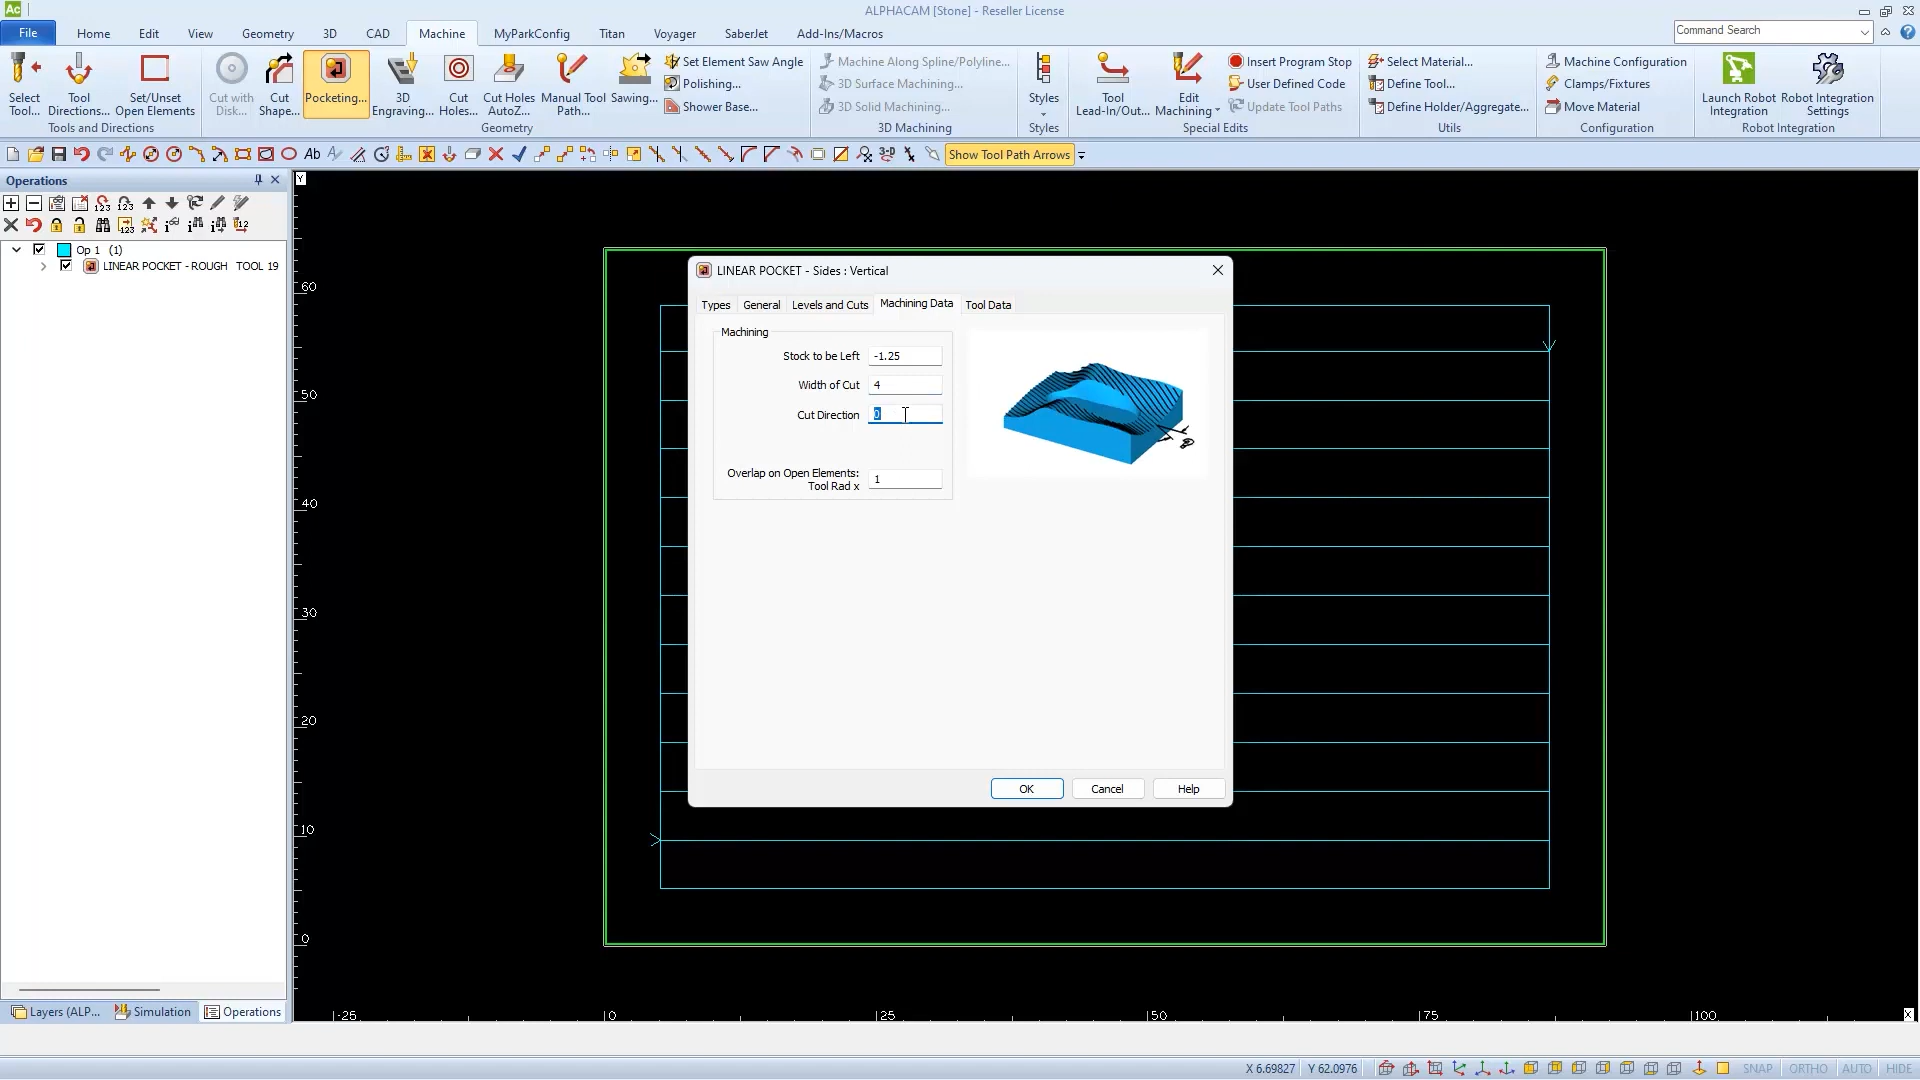 Ac
ALPHACAM [Stone] - Reseller License
File Home Edit View Geometry 3D CAD Machine MyParkConfig Titan Voyager SaberJet Add-Ins/Macros
Command Search
Select Tool...
Tool Directions...
Set/Unset Open Elements
Tools and Directions
Cut with Disk...
Cut Shape...
Pocketing...
3D Engraving...
Cut Holes...
Cut Holes AutoZ...
Manual Tool Path...
Sawing...
Set Element Saw Angle
Polishing...
Shower Base...
Geometry
Machine Along Spline/Polyline...
3D Surface Machining...
3D Solid Machining...
3D Machining
Styles
Styles
Tool Lead-In/Out...
Edit Machining
Insert Program Stop
User Defined Code
Update Tool Paths
Special Edits
Select Material...
Define Tool...
Define Holder/Aggregate...
Utils
Machine Configuration
Clamps/Fixtures
Move Material
Configuration
Launch Robot Integration
Robot Integration Settings
Robot Integration
Ab
3-D
Show Tool Path Arrows
Operations
Op 1 (1)
LINEAR POCKET - ROUGH TOOL 19
Y
60
50
40
30
20
10
0
LINEAR POCKET - Sides : Vertical
Types General Levels and Cuts Machining Data Tool Data
Machining
Stock to be Left -1.25
Width of Cut 4
Cut Direction 0
Overlap on Open Elements:
Tool Rad x 1
OK Cancel Help
-25 0 25 50 75 100 X
Layers (ALP... Simulation Operations
X 6.69827 Y 62.0976 SNAP ORTHO AUTO HIDE